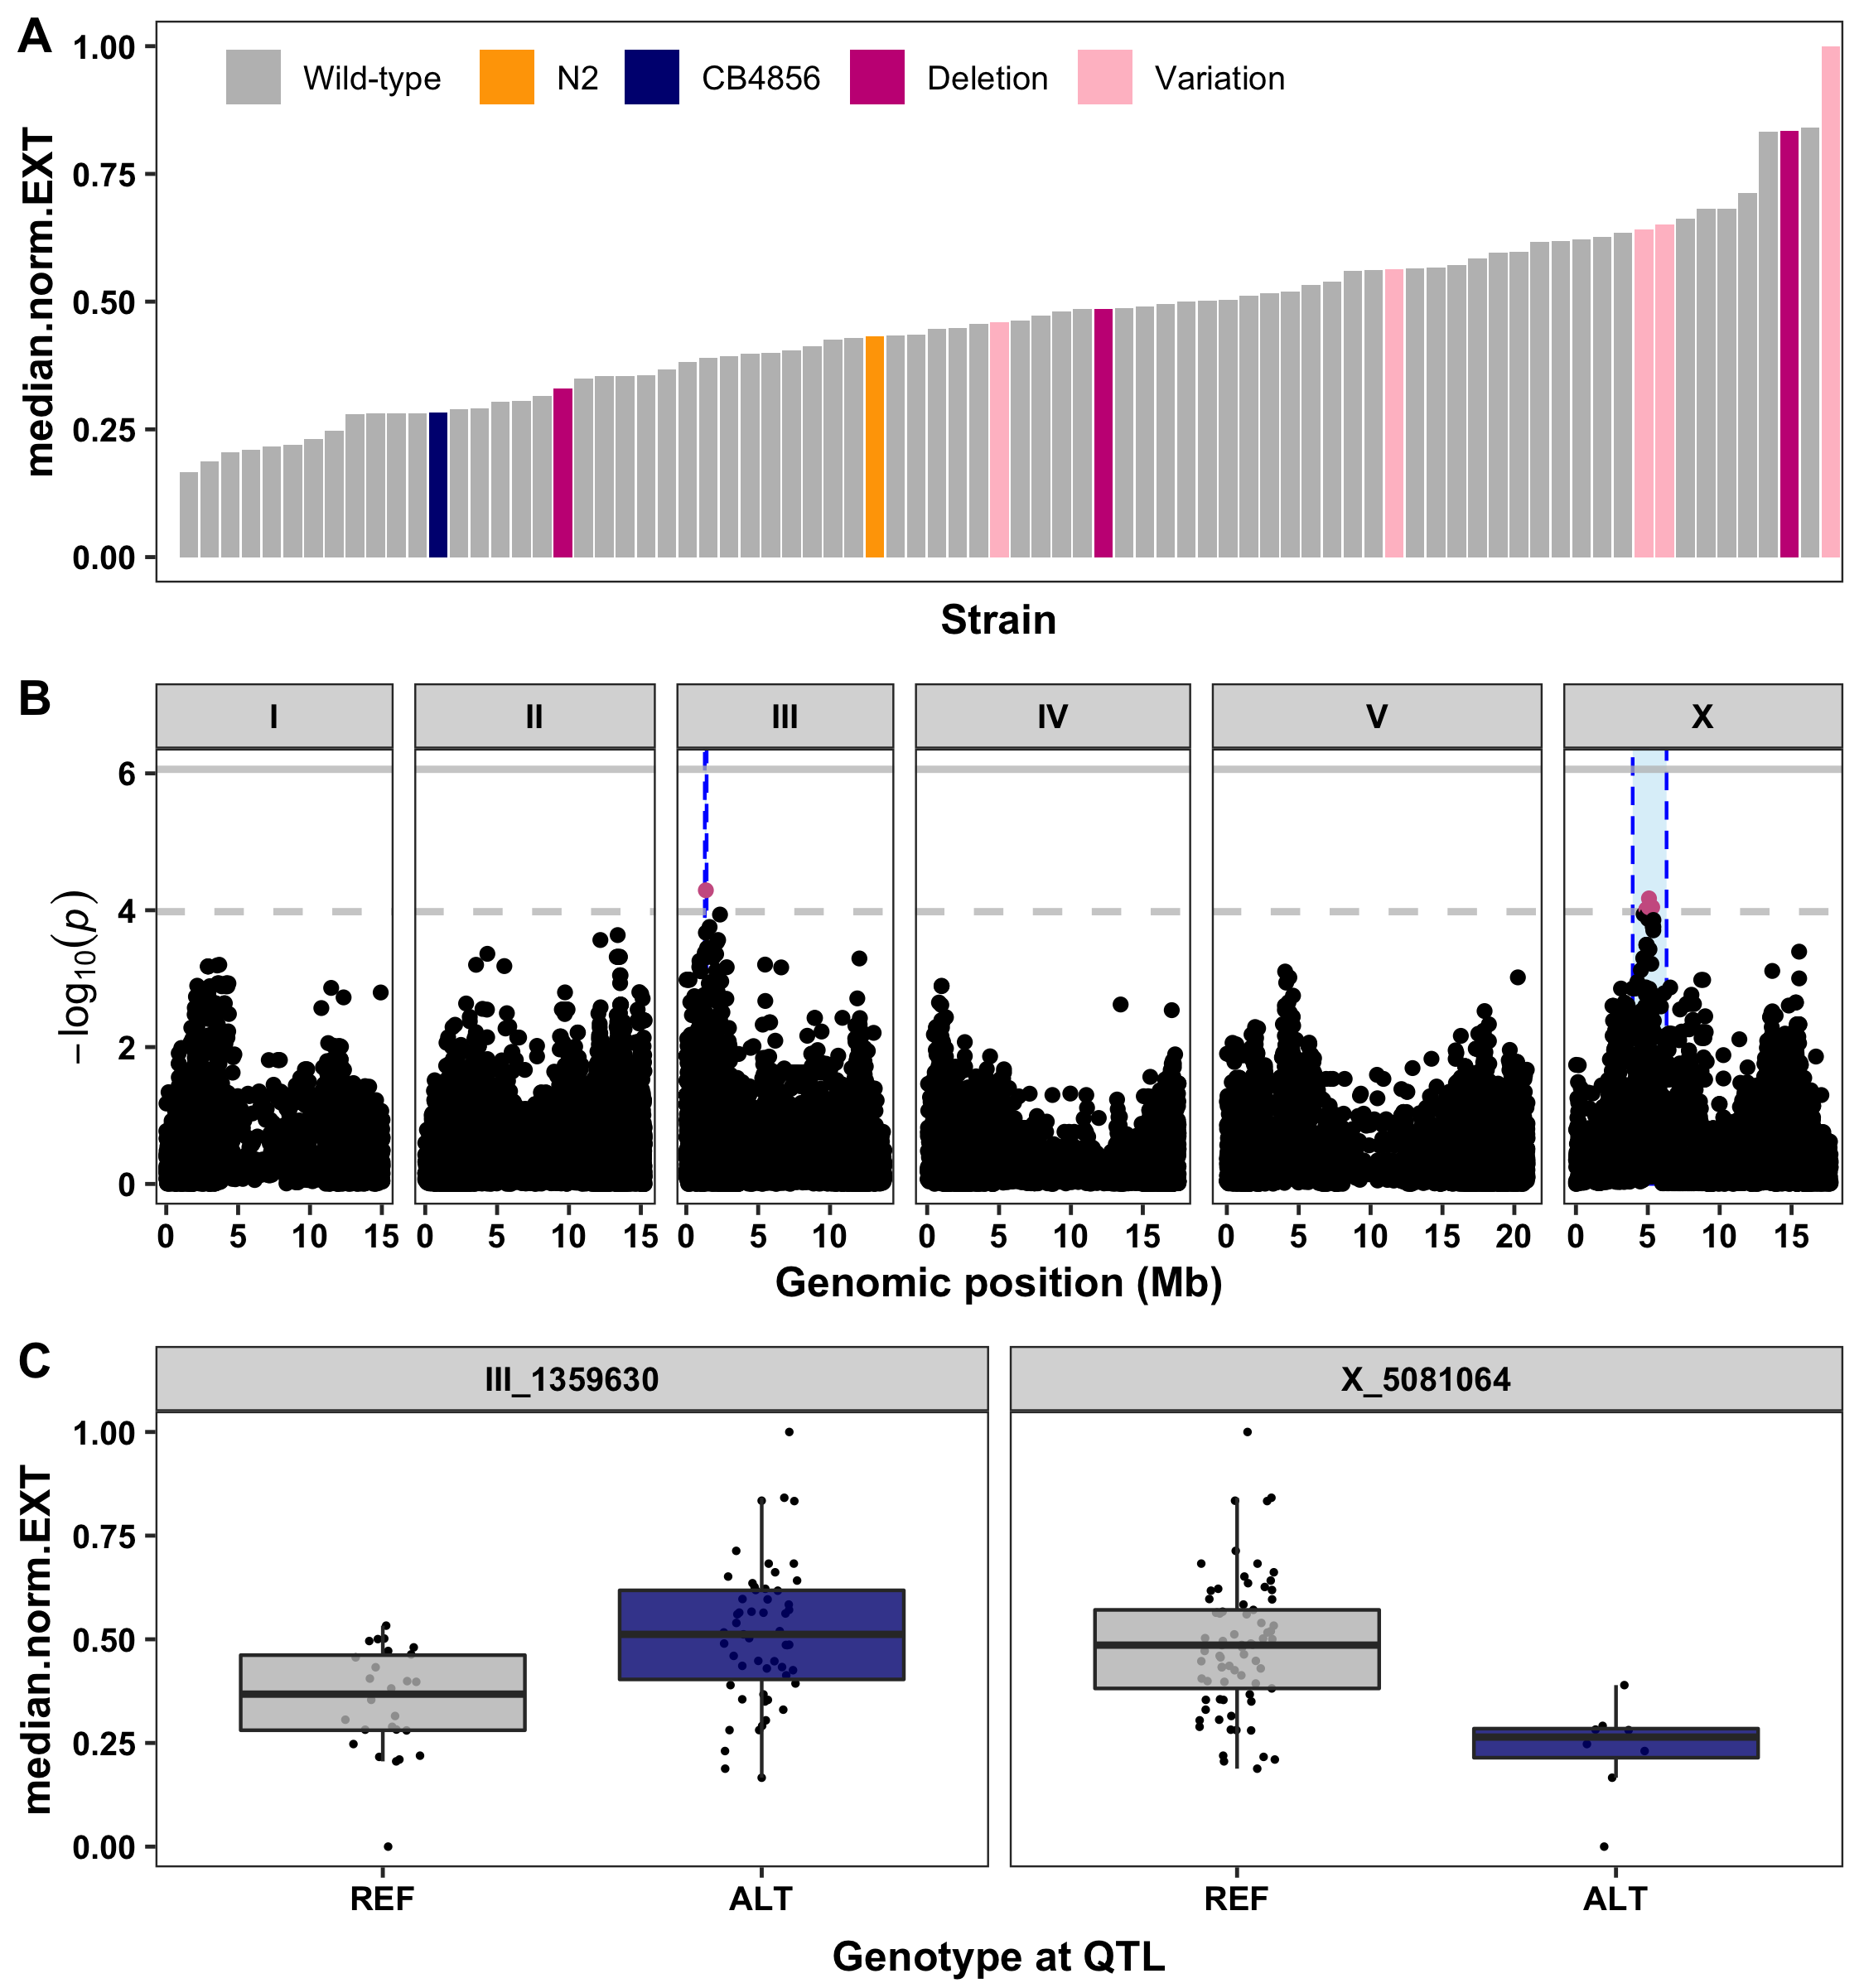 A
1.00
0.75
0.50
0.25
0.00
median.norm.EXT
Wild-type N2 CB4856 Deletion Variation
Strain
B
I II III IV V X
6
4
2
0
−log10(p)
0 5 10 15 0 5 10 15 0 5 10 0 5 10 15 0 5 10 15 20 0 5 10 15
Genomic position (Mb)
C
III_1359630 X_5081064
1.00
0.75
0.50
0.25
0.00
median.norm.EXT
REF ALT REF ALT
Genotype at QTL